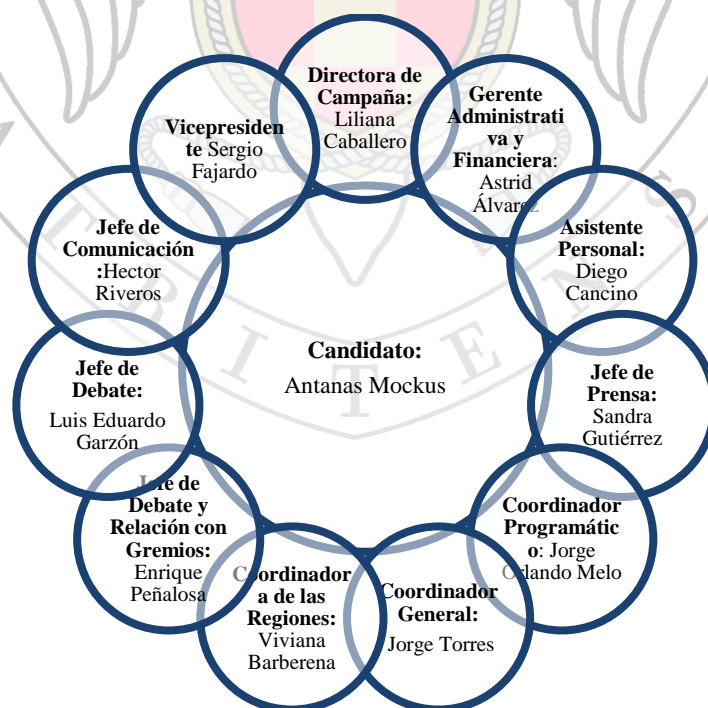 Directora de
Campaña:
Liliana
Caballero
Gerente
Administrati
va y
Financiera:
Astrid
Álvarez
Asistente
Personal:
Diego
Cancino
Jefe de
Prensa:
Sandra
Gutiérrez
Coordinador
Programátic
o: Jorge
Orlando Melo
Coordinador
General:
Jorge Torres
Coordinador
a de las
Regiones:
Viviana
Barberena
Jefe de
Debate y
Relación con
Gremios:
Enrique
Peñalosa
Jefe de
Debate:
Luis Eduardo
Garzón
Jefe de
Comunicación
:Hector
Riveros
Vicepresiden
te Sergio
Fajardo
Candidato:
Antanas Mockus
B I T E N